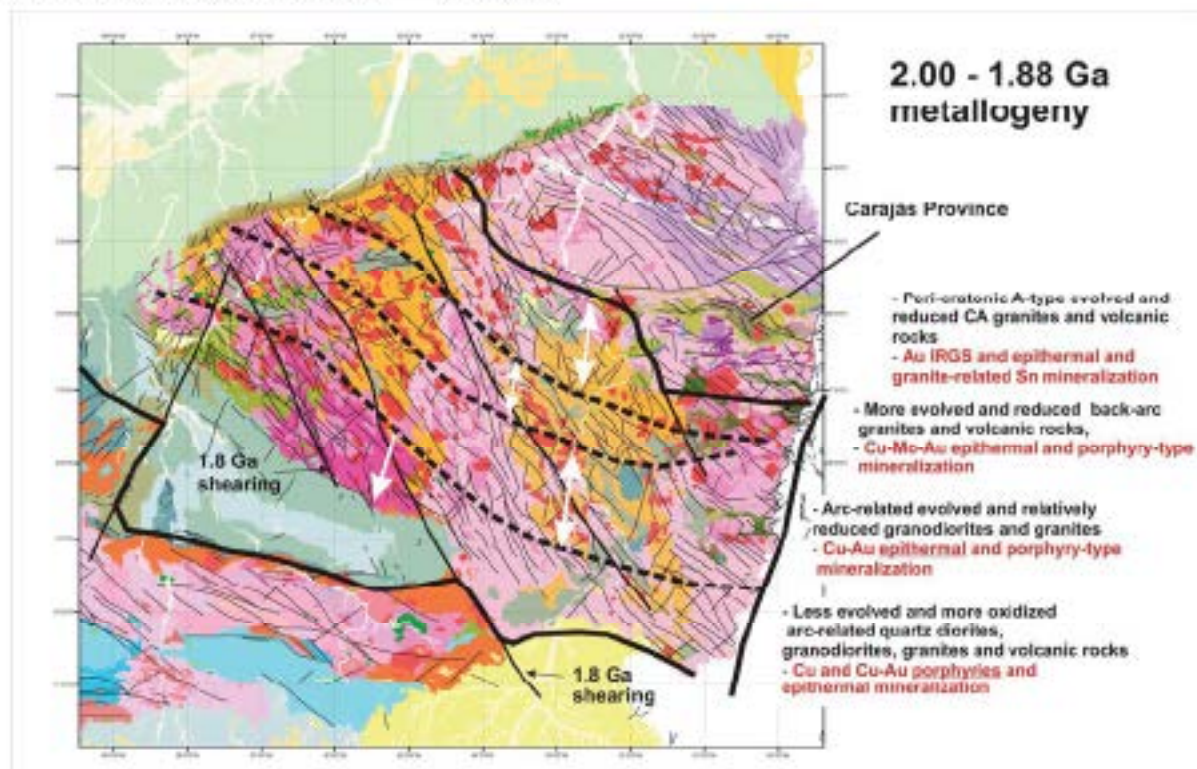 2.00 - 1.88 Ga
metallogeny
Carajas Province
- Peri-cratonic A-type evolved and
reduced CA granites and volcanic
rocks
- Au IRGS and epithermal and
granite-related Sn mineralization
- More evolved and reduced back-arc
granites and volcanic rocks,
- Cu-Mo-Au epithermal and porphyry-type
mineralization
1.8 Ga
shearing
- Arc-related evolved and relatively
reduced granodiorites and granites
- Cu-Au epithermal and porphyry-type
mineralization
- Less evolved and more oxidized
arc-related quartz diorites,
granodiorites, granites and volcanic rocks
- Cu and Cu-Au porphyries and
epithermal mineralization
1.8 Ga
shearing